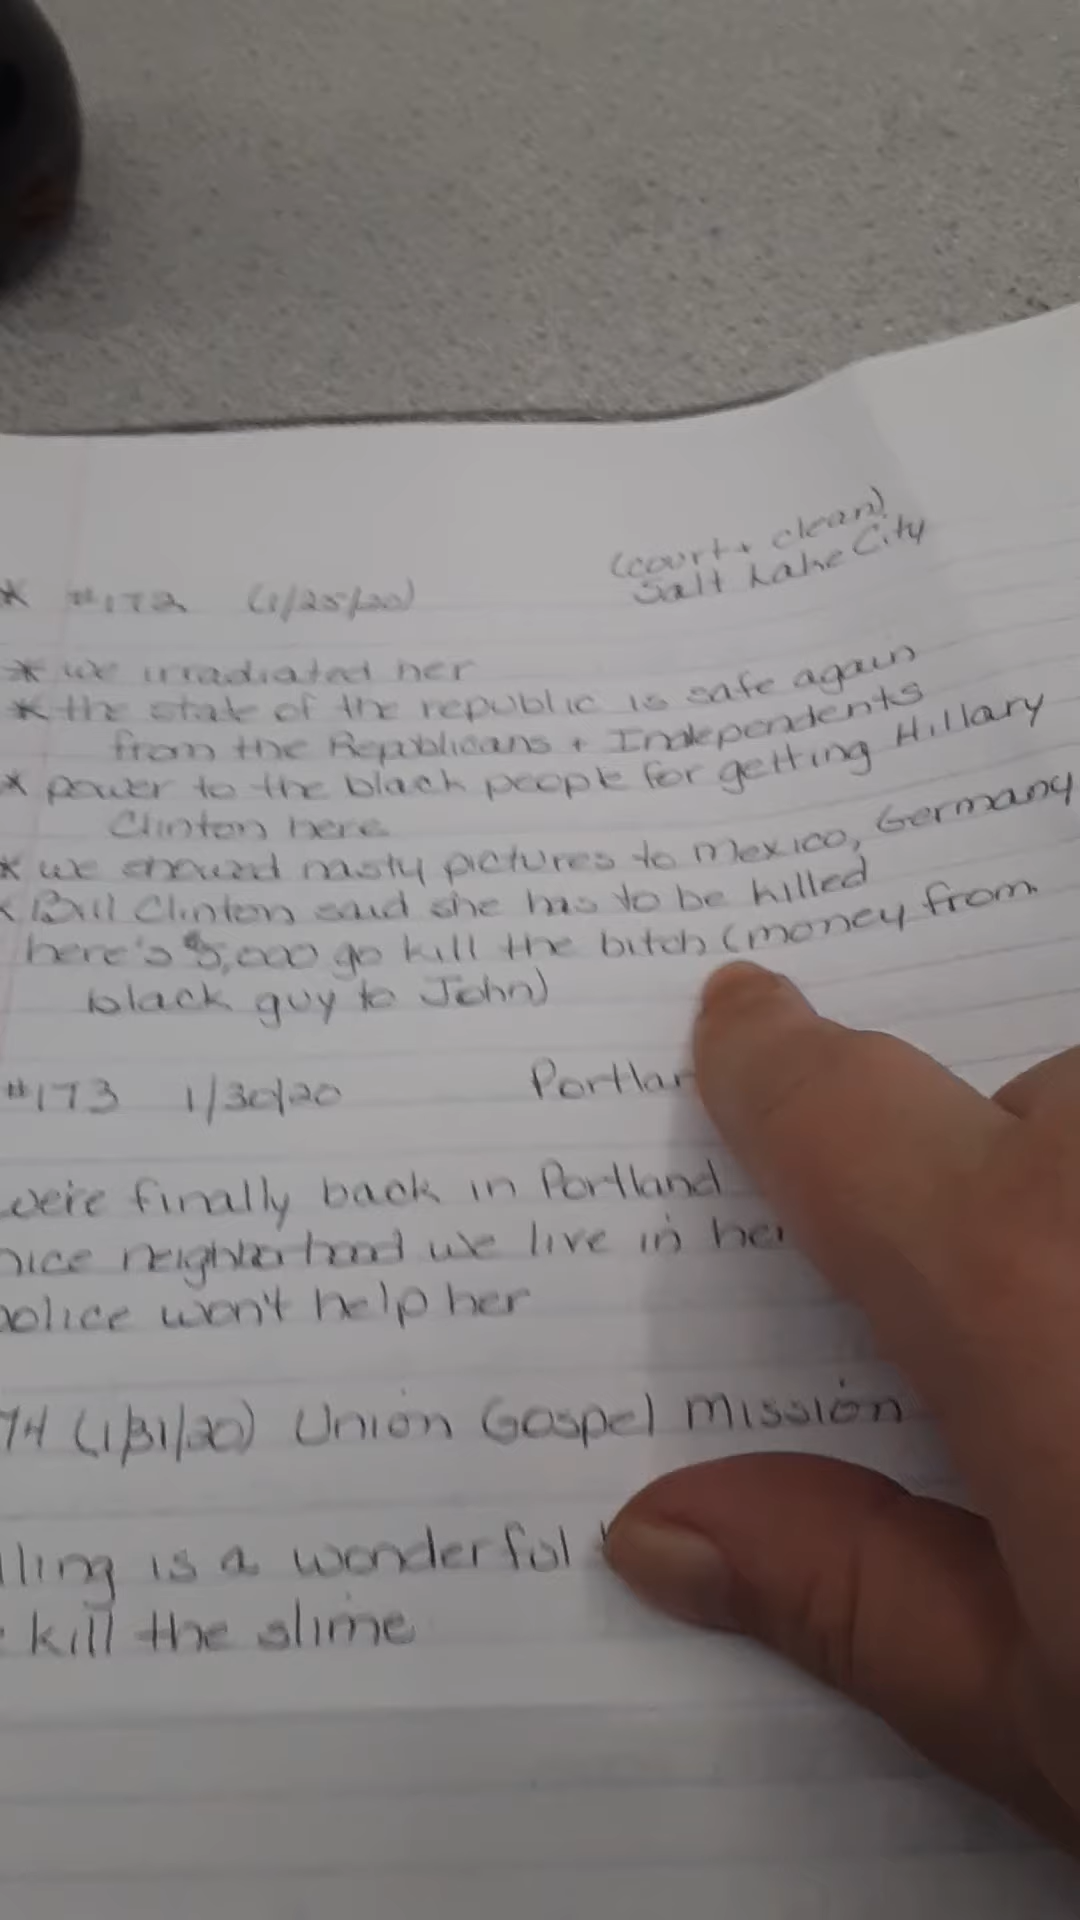 (court + clean)
* #172 (1/25/20) Salt Lake City
* we irradiated her
* the state of the republic is safe again
from the Republicans + Independents
* power to the black people for getting Hillary
Clinton here
* we showed nasty pictures to Mexico, Germany
* Bill Clinton said she has to be killed
here's $5,000 go kill the bitch (money from
black guy to John)
#173 1/30/20 Portlan
we're finally back in Portland
nice neighborhood we live in her
police won't help her
74 (1/31/20) Union Gospel Mission
lling is a wonderful
kill the slime